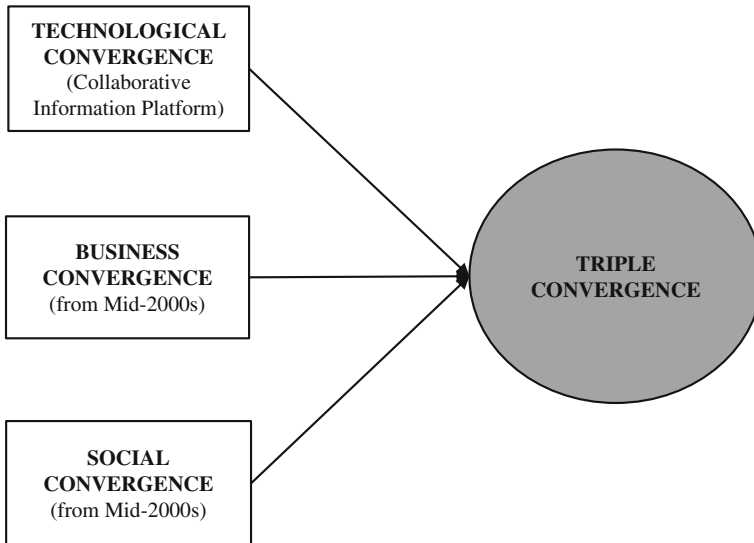 TECHNOLOGICAL
CONVERGENCE
(Collaborative
Information Platform)
BUSINESS
CONVERGENCE
(from Mid-2000s)
SOCIAL
CONVERGENCE
(from Mid-2000s)
TRIPLE
CONVERGENCE